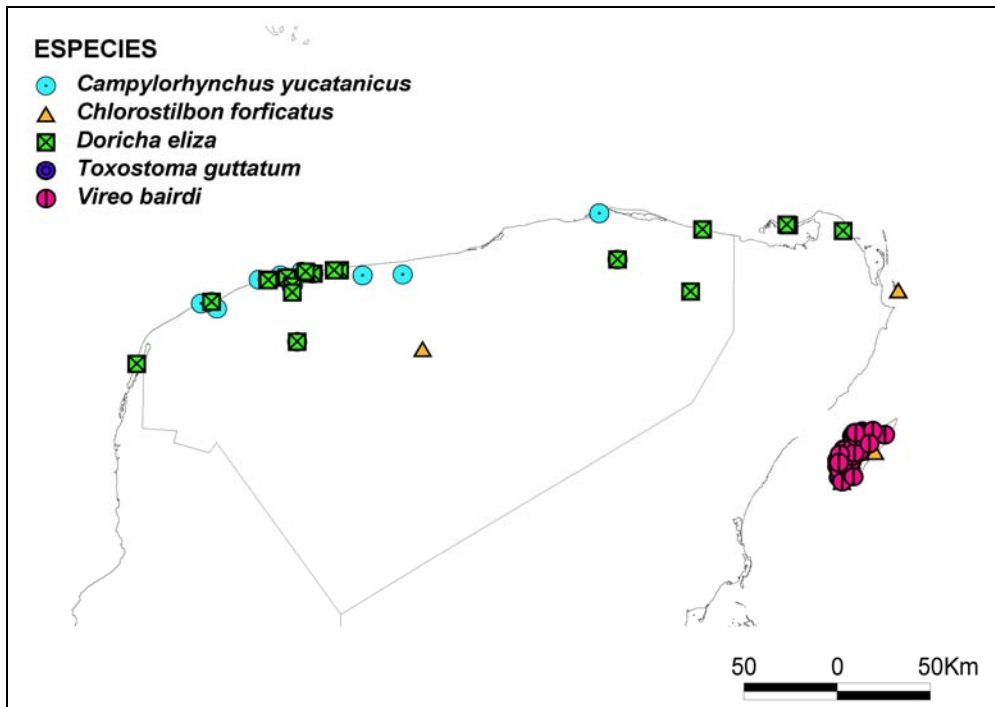 ESPECIES
Campylorhynchus yucatanicus
Chlorostilbon forficatus
Doricha eliza
Toxostoma guttatum
Vireo bairdi
50 0 50Km